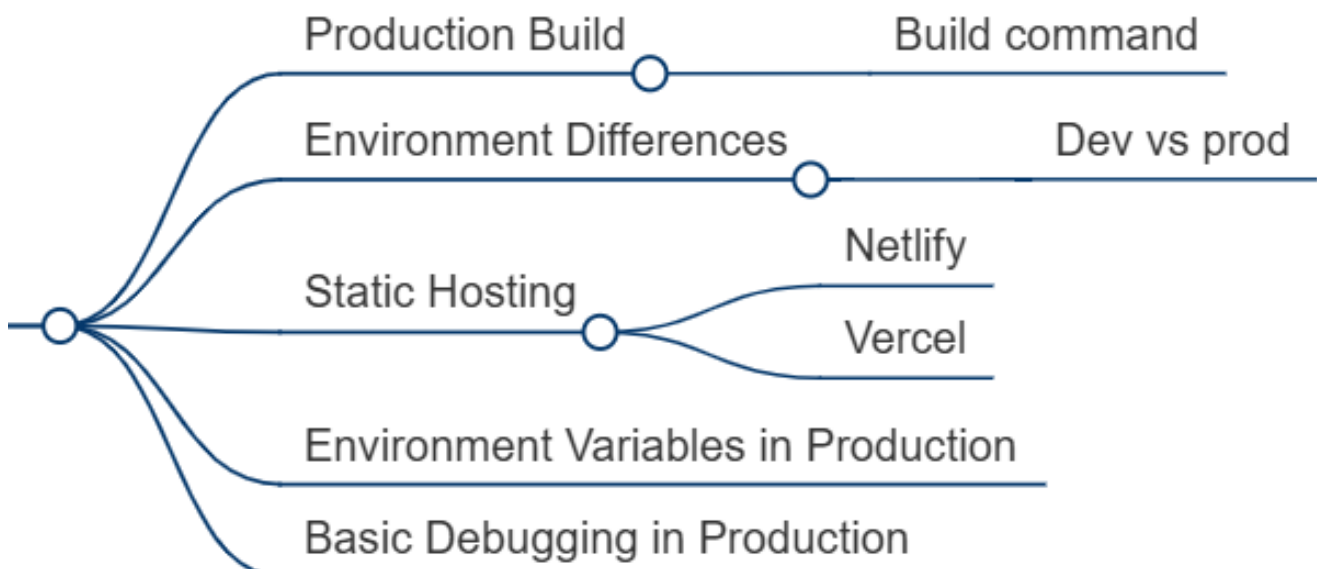 Production Build
Build command
Environment Differences
Dev vs prod
Static Hosting
Netlify
Vercel
Environment Variables in Production
Basic Debugging in Production